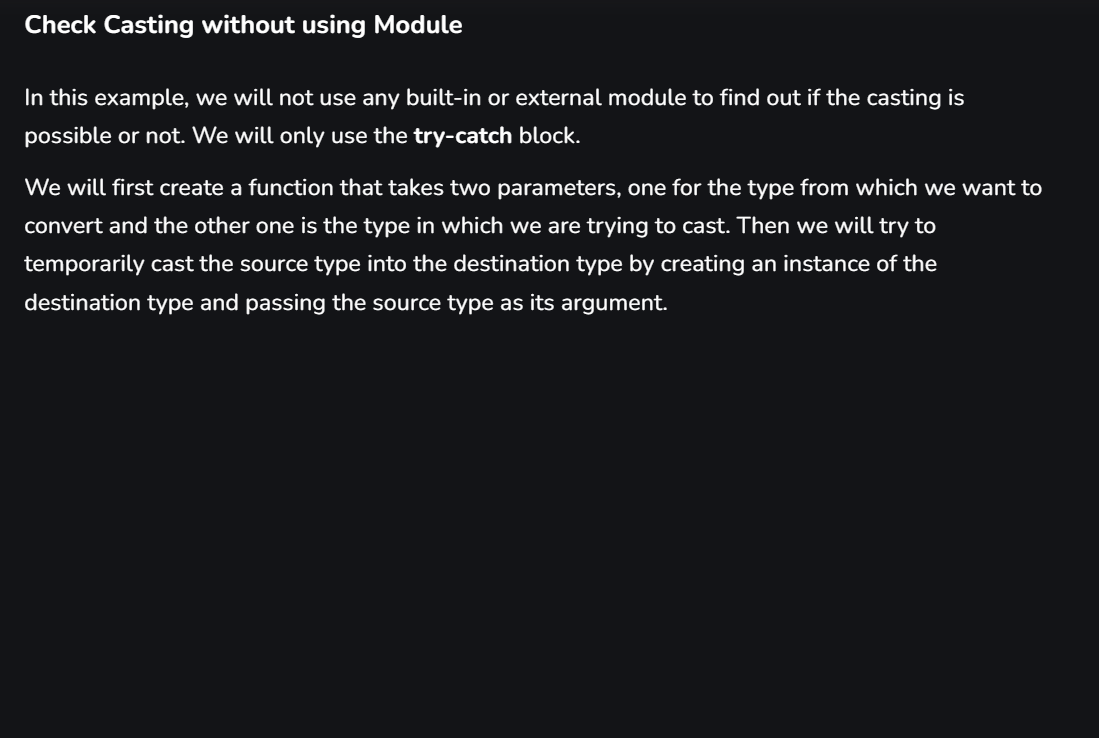 Check Casting without using Module
In this example, we will not use any built-in or external module to find out if the casting is
possible or not. We will only use the try-catch block.
We will first create a function that takes two parameters, one for the type from which we want to
convert and the other one is the type in which we are trying to cast. Then we will try to
temporarily cast the source type into the destination type by creating an instance of the
destination type and passing the source type as its argument.